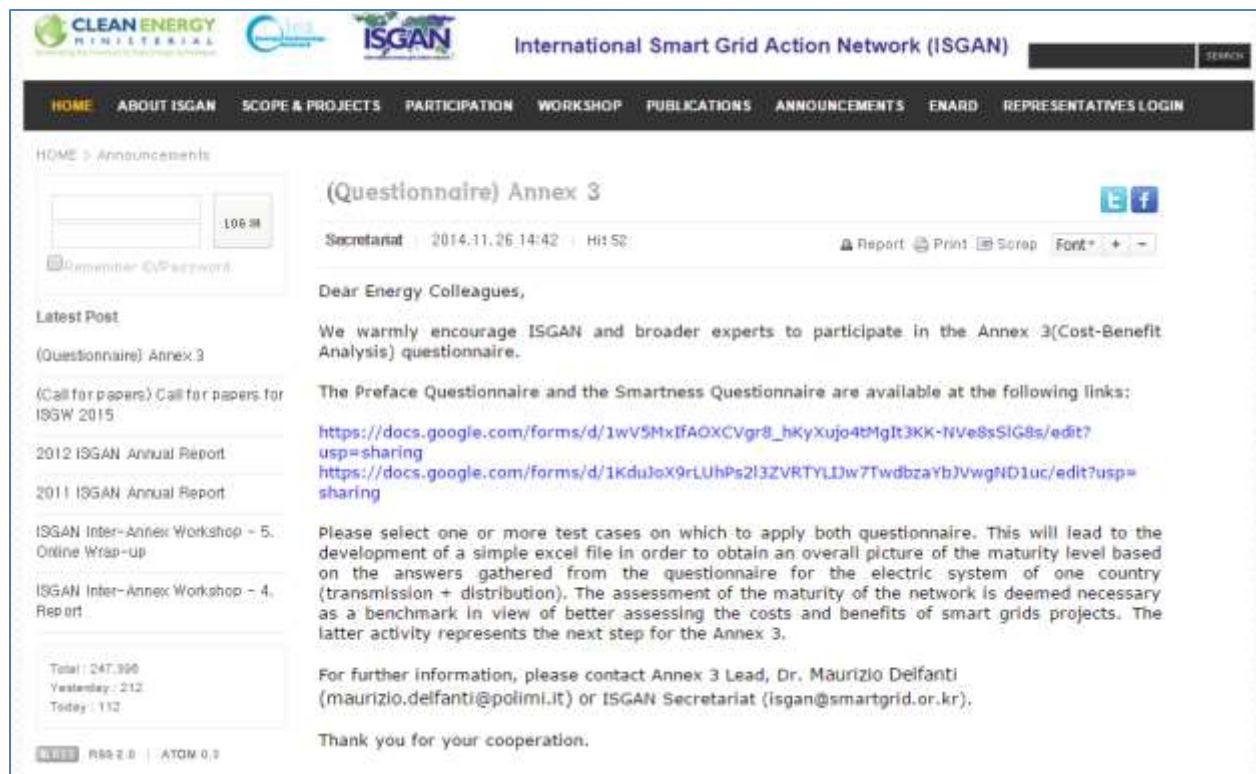 CLEAN ENERGY
MINISTERIAL
ISGAN
International Smart Grid Action Network (ISGAN)
SEARCH
HOME ABOUT ISGAN SCOPE & PROJECTS PARTICIPATION WORKSHOP PUBLICATIONS ANNOUNCEMENTS ENARD REPRESENTATIVES LOGIN
HOME > Announcements
LOG IN
Remember ID/Password
Latest Post
(Questionnaire) Annex 3
(Call for papers) Call for papers for
ISGW 2015
2012 ISGAN Annual Report
2011 ISGAN Annual Report
ISGAN Inter-Annex Workshop - 5.
Online Wrap-up
ISGAN Inter-Annex Workshop - 4.
Report
Total : 247,996
Yesterday : 212
Today : 112
RSS 2.0 | ATOM 0.3
(Questionnaire) Annex 3
Secretariat | 2014.11.26 14:42 | Hit 52
Report Print Scrap Font + -
Dear Energy Colleagues,
We warmly encourage ISGAN and broader experts to participate in the Annex 3(Cost-Benefit
Analysis) questionnaire.
The Preface Questionnaire and the Smartness Questionnaire are available at the following links:
https://docs.google.com/forms/d/1wV5MxIfAOXCVgr8_hKyXujo4tMgIt3KK-NVe8sSlG8s/edit?
usp=sharing
https://docs.google.com/forms/d/1KduJoX9rLUhPs2l3ZVRTYLIJw7TwdbzaYbJVwgND1uc/edit?usp=
sharing
Please select one or more test cases on which to apply both questionnaire. This will lead to the
development of a simple excel file in order to obtain an overall picture of the maturity level based
on the answers gathered from the questionnaire for the electric system of one country
(transmission + distribution). The assessment of the maturity of the network is deemed necessary
as a benchmark in view of better assessing the costs and benefits of smart grids projects. The
latter activity represents the next step for the Annex 3.
For further information, please contact Annex 3 Lead, Dr. Maurizio Delfanti
(maurizio.delfanti@polimi.it) or ISGAN Secretariat (isgan@smartgrid.or.kr).
Thank you for your cooperation.